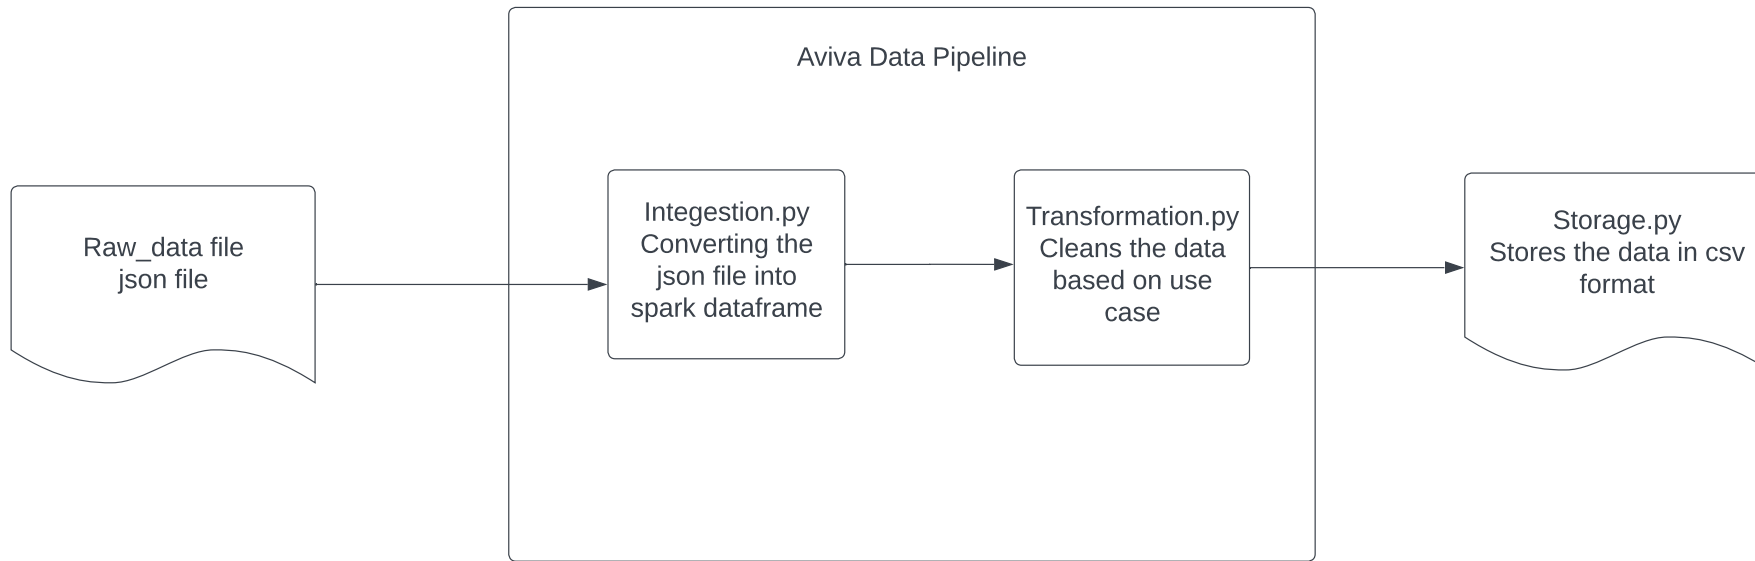 Aviva Data Pipeline
Raw_data file
json file
Integestion.py
Converting the
json file into
spark dataframe
Transformation.py
Cleans the data
based on use
case
Storage.py
Stores the data in csv
format